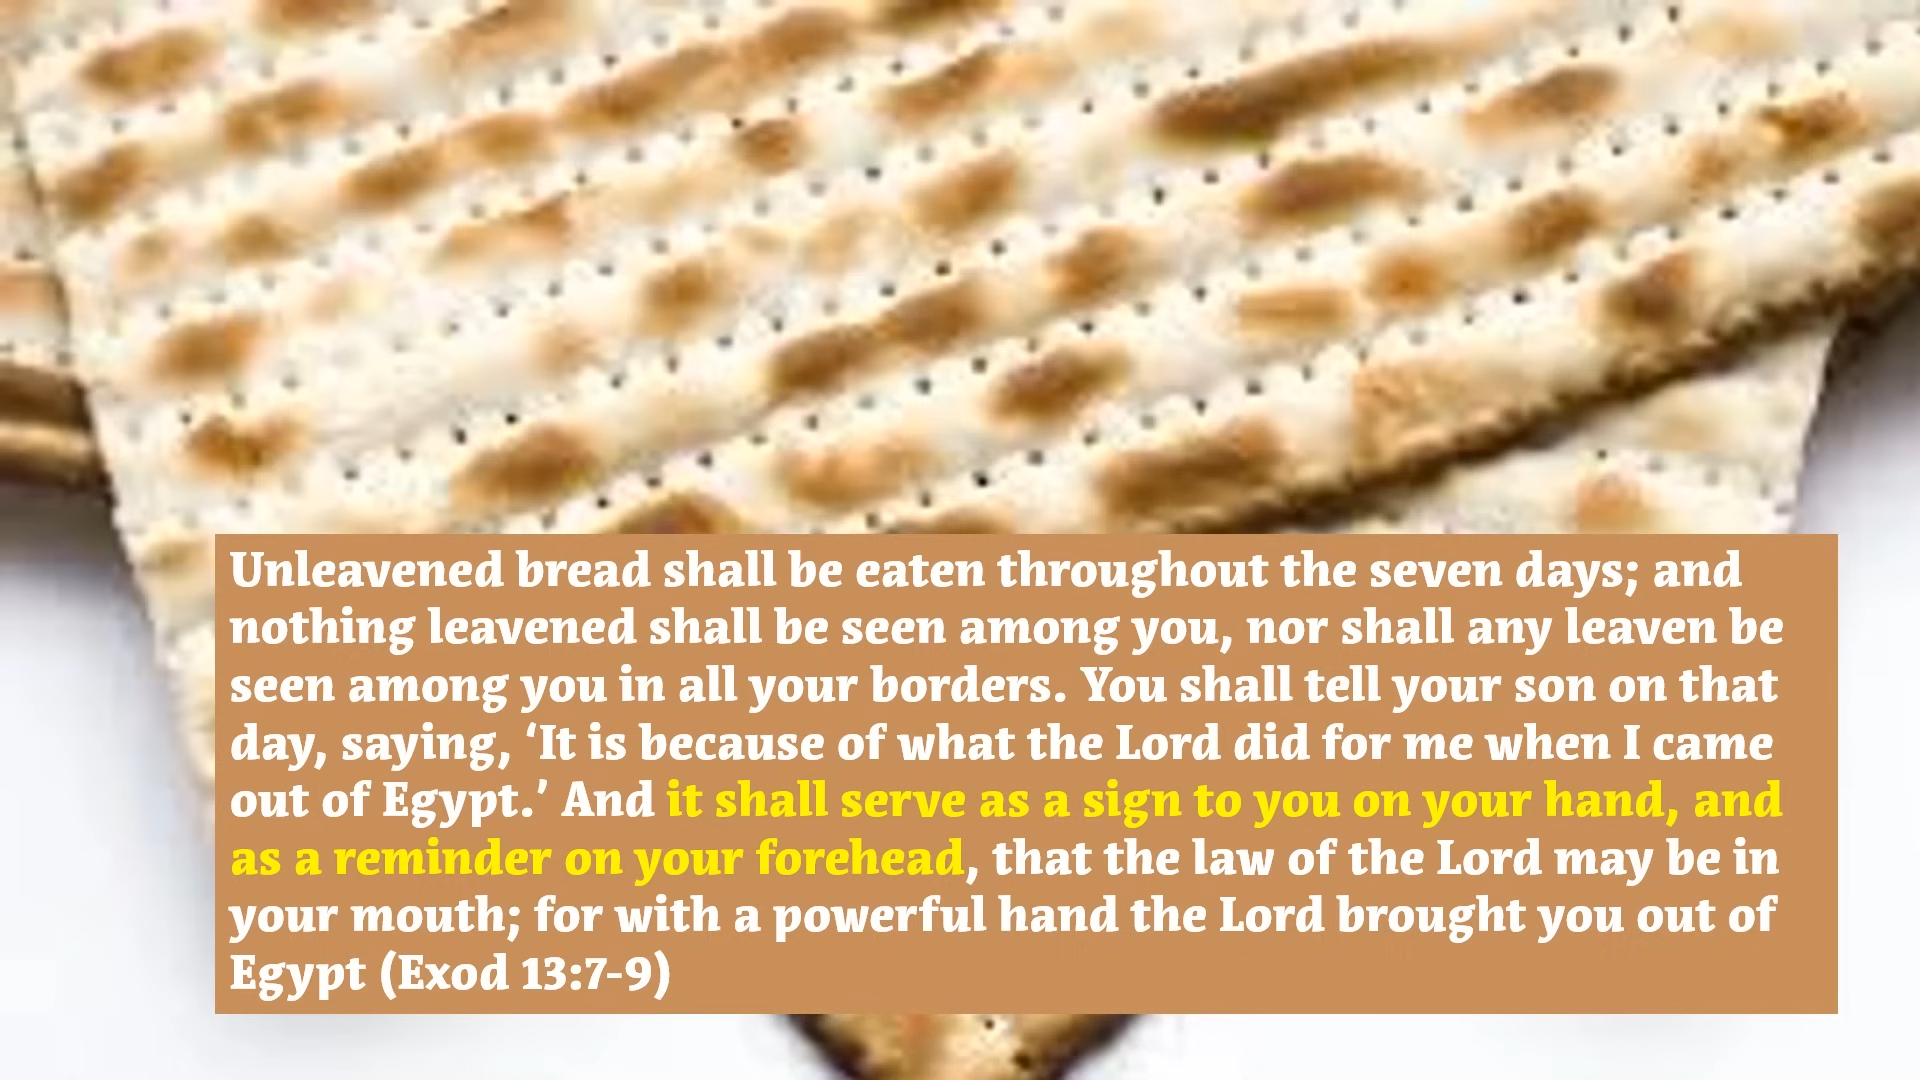 Unleavened bread shall be eaten throughout the seven days; and
nothing leavened shall be seen among you, nor shall any leaven be
seen among you in all your borders. You shall tell your son on that
day, saying, ‘It is because of what the Lord did for me when I came
out of Egypt.’ And it shall serve as a sign to you on your hand, and
as a reminder on your forehead, that the law of the Lord may be in
your mouth; for with a powerful hand the Lord brought you out of
Egypt (Exod 13:7-9)